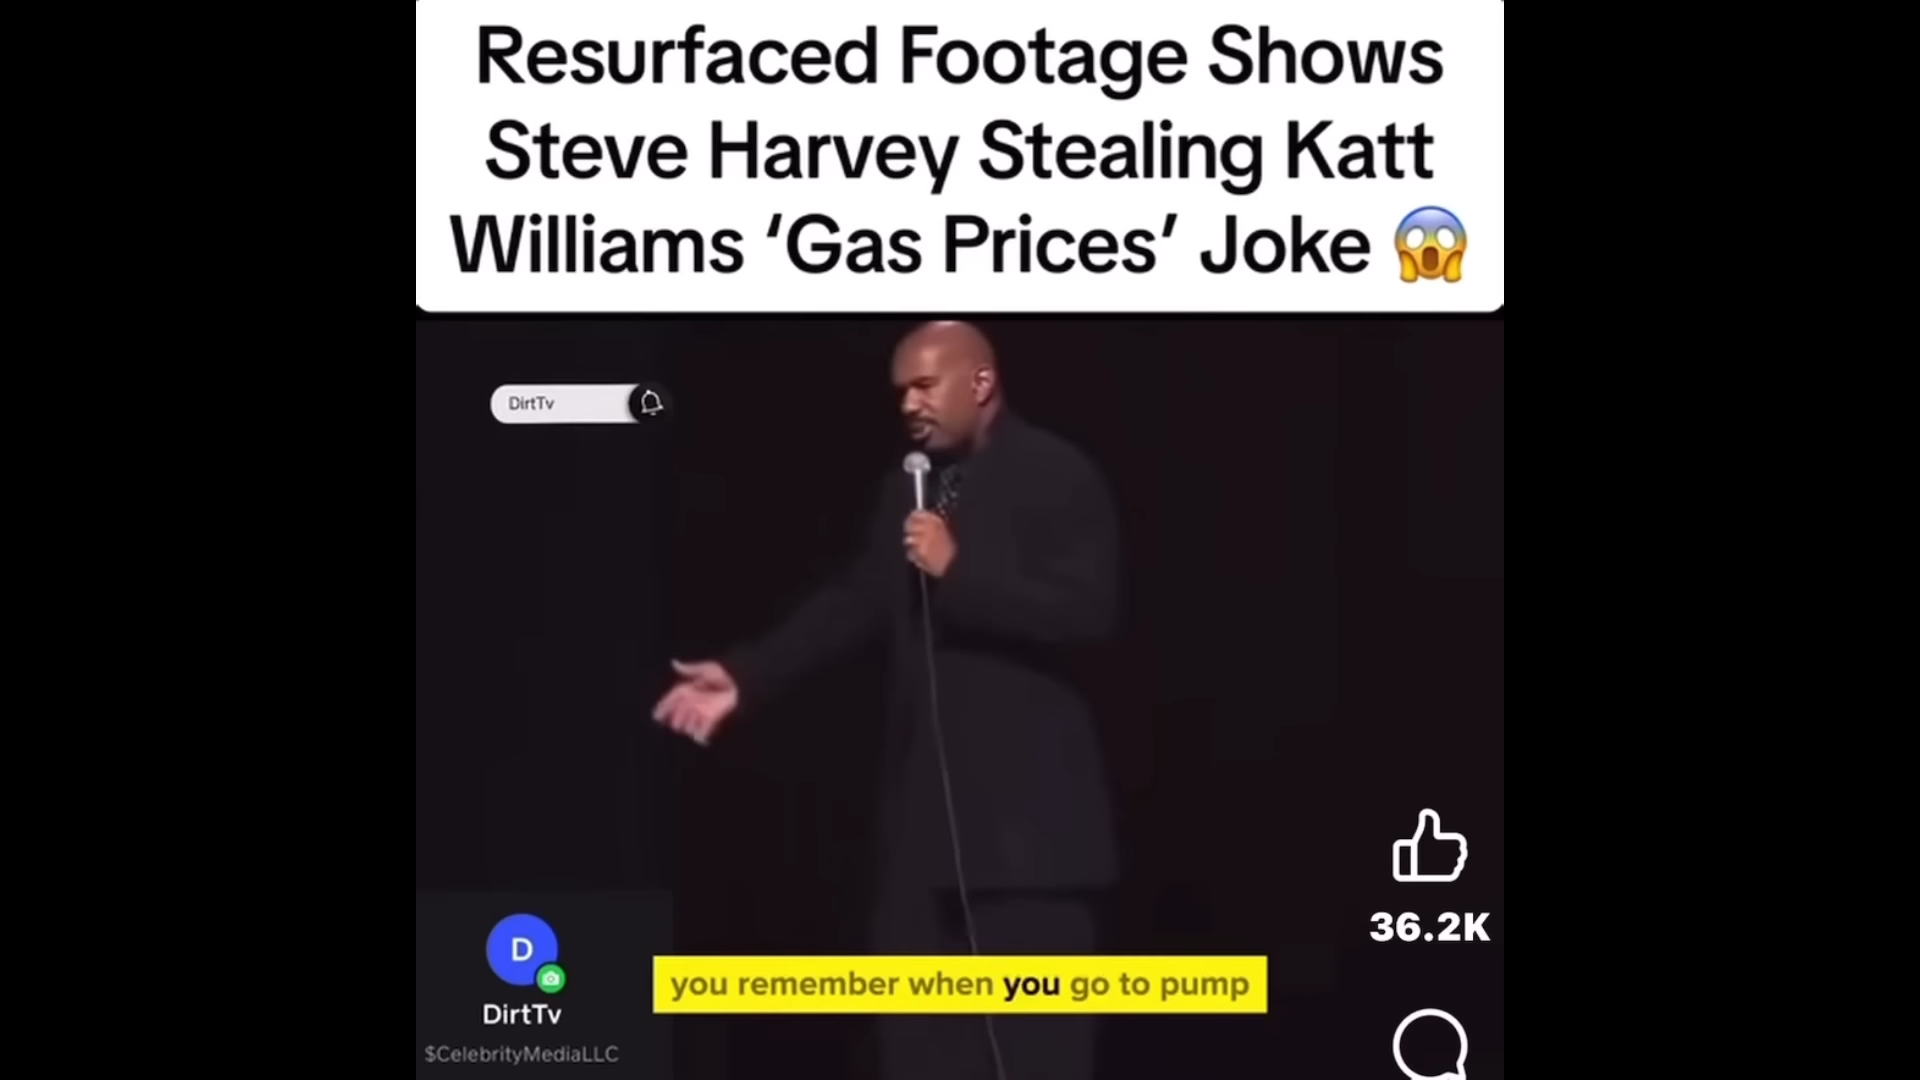 Resurfaced Footage Shows
Steve Harvey Stealing Katt
Williams ‘Gas Prices’ Joke 😱
DirtTv
36.2K
D
you remember when you go to pump
DirtTv
$CelebrityMediaLLC